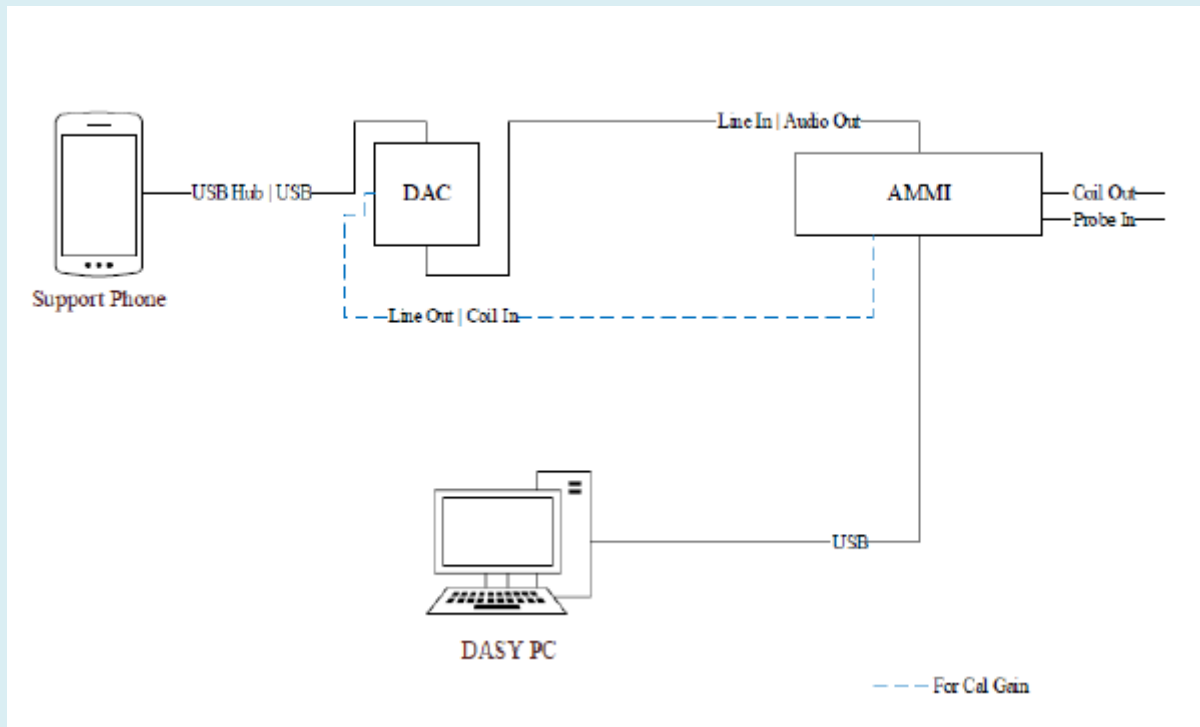 Line In | Audio Out
USB Hub | USB
DAC
AMMI
Coil Out
Probe In
Support Phone
Line Out | Coil In
USB
DASY PC
For Cal Gain